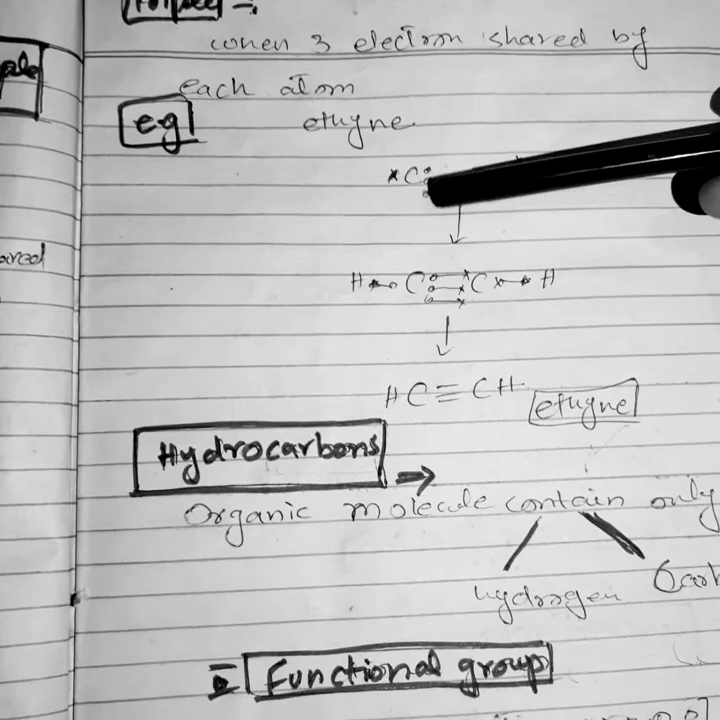 when 3 electron shared by
each atom
eg ethyne
C
H C C H
HC≡CH ethyne
Hydrocarbons →
Organic molecule contain only
hydrogen
Functional group